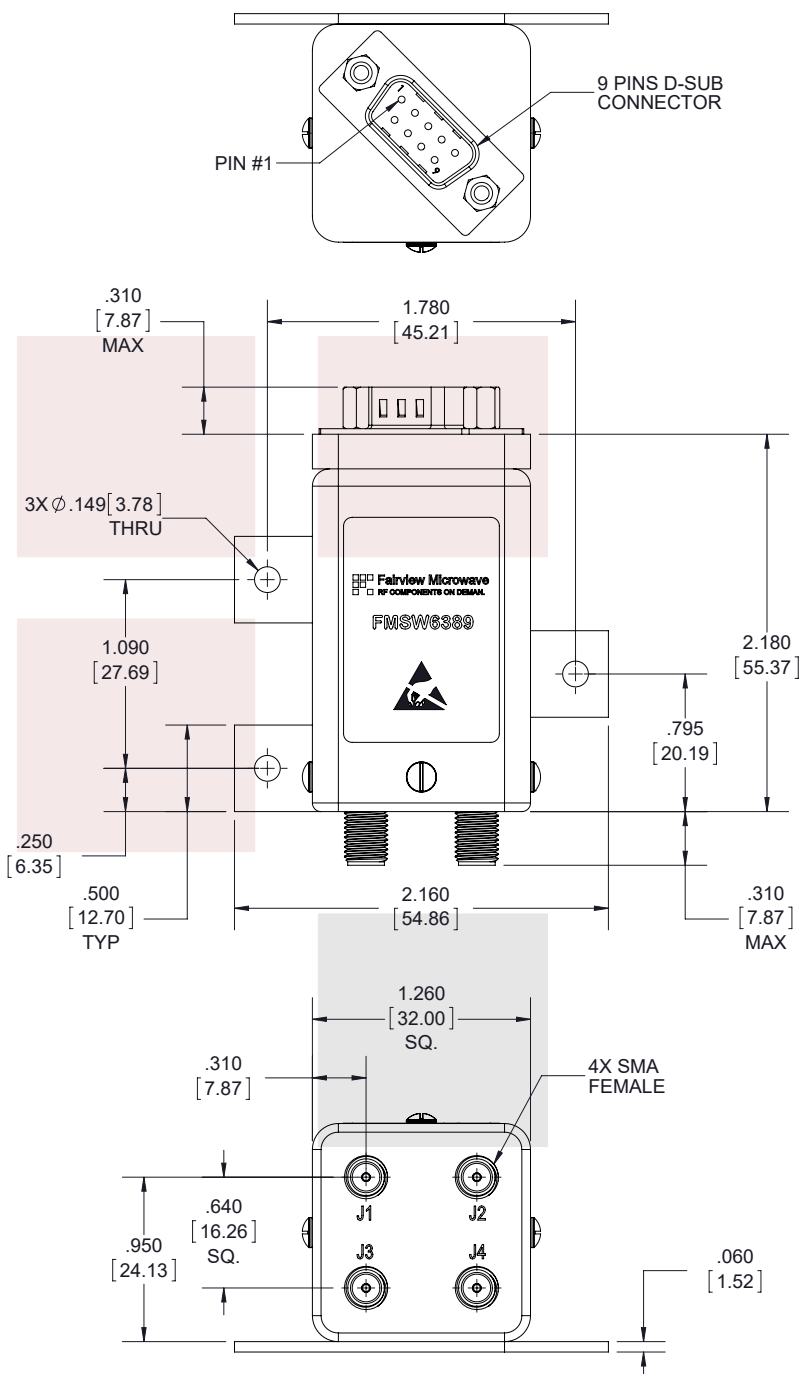 9 PINS D-SUB
CONNECTOR
PIN #1
1
9
.310
[7.87]
MAX
1.780
[45.21]
3X Ø .149[3.78]
THRU
Fairview Microwave
RF COMPONENTS ON DEMAN.
FMSW6389
1.090
[27.69]
2.180
[55.37]
.795
[20.19]
.250
[6.35]
.500
[12.70]
TYP
2.160
[54.86]
.310
[7.87]
MAX
1.260
[32.00]
SQ.
.310
[7.87]
4X SMA
FEMALE
J1
J2
.640
[16.26]
SQ.
.950
[24.13]
J3
J4
.060
[1.52]